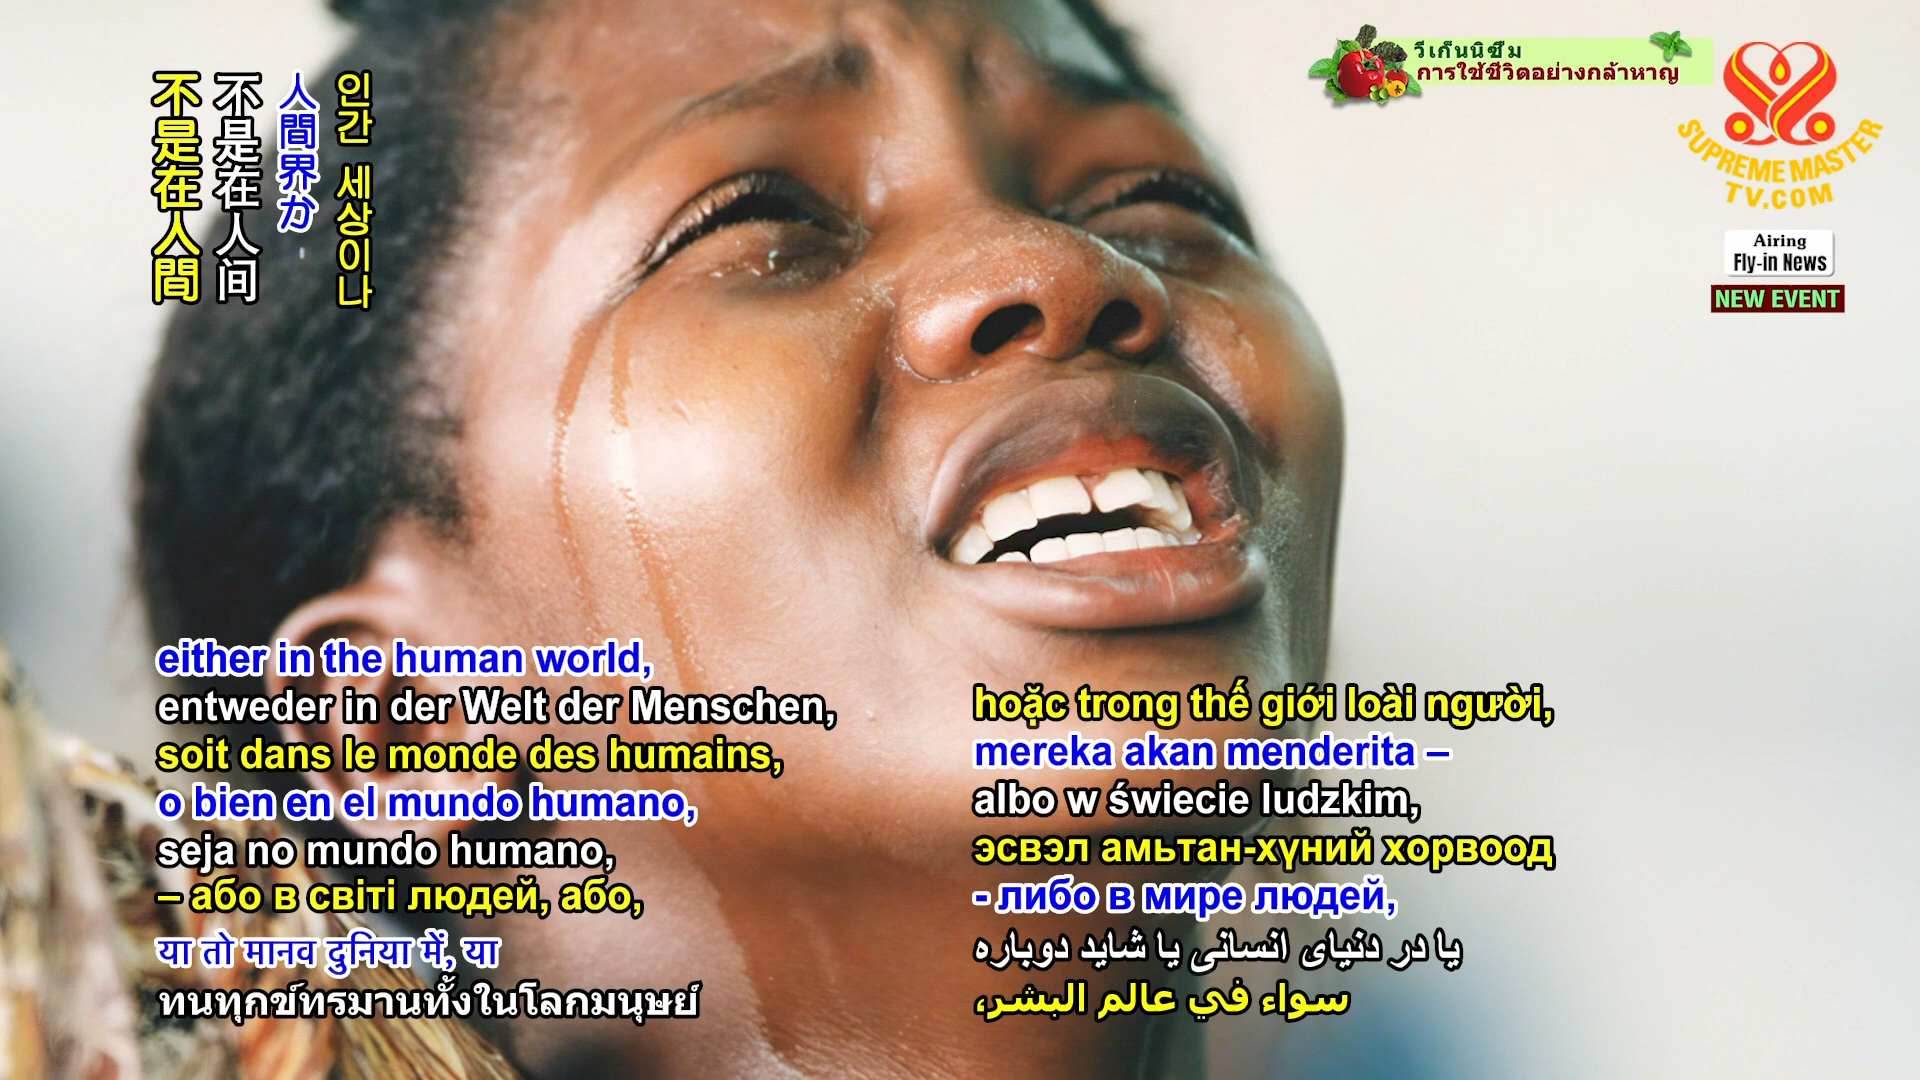 不是在人間
不是在人间
人間界か、
인간 세상이나
วีเก็นนิซึม
การใช้ชีวิตอย่างกล้าหาญ
SUPREME MASTER
TV.COM
Airing
Fly-in News
NEW EVENT
either in the human world,
entweder in der Welt der Menschen,
soit dans le monde des humains,
o bien en el mundo humano,
seja no mundo humano,
– або в світі людей, або,
या तो मानव दुनिया में, या
ทนทุกข์ทรมานทั้งในโลกมนุษย์
hoặc trong thế giới loài người,
mereka akan menderita –
albo w świecie ludzkim,
эсвэл амьтан-хүний хорвоод
- либо в мире людей,
یا در دنیای انسانی یا شاید دوباره
سواء في عالم البشر،